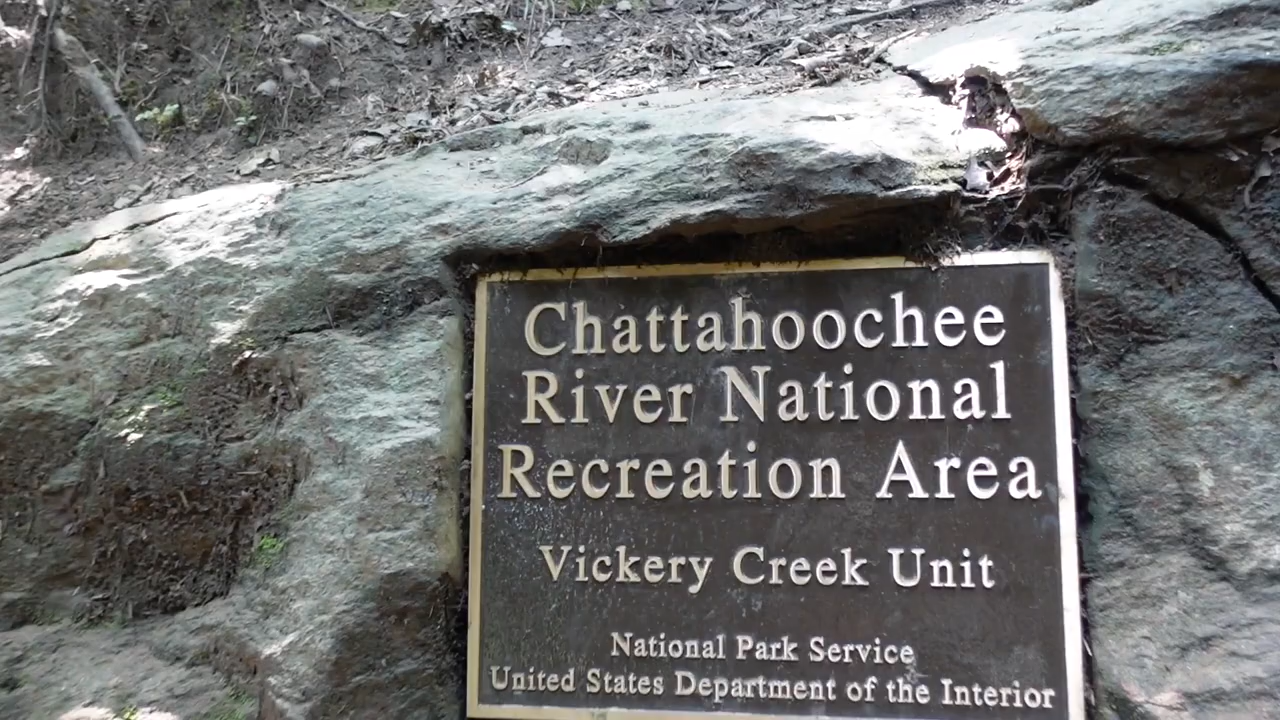 Chattahoochee
River National
Recreation Area
Vickery Creek Unit
National Park Service
United States Department of the Interior